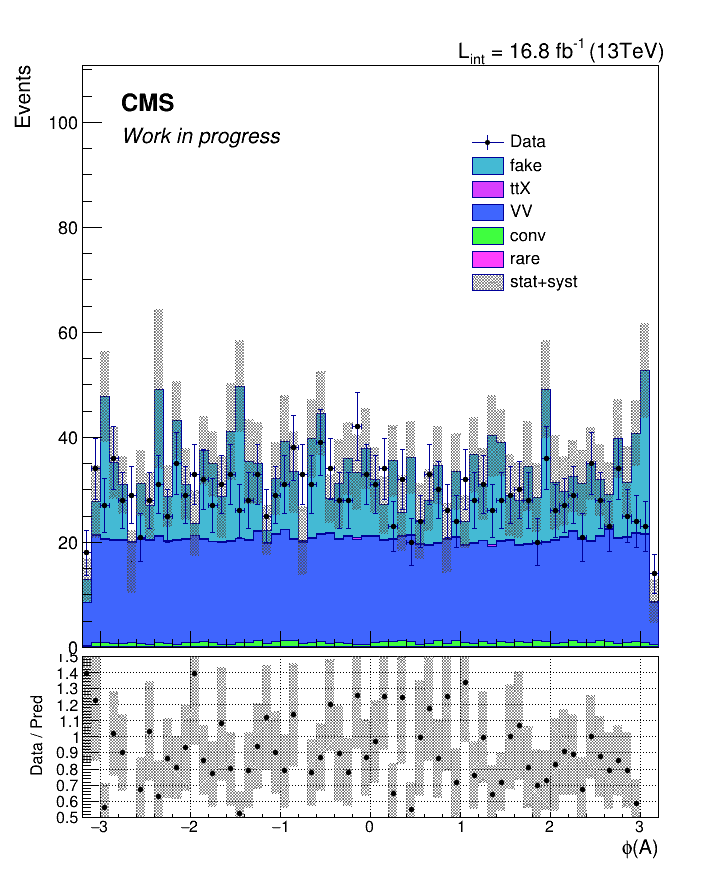 L_int = 16.8 fb^-1 (13TeV)
Events
CMS
Work in progress
Data
fake
ttX
VV
conv
rare
stat+syst
100
80
60
40
20
0
Data / Pred
1.5
1.4
1.3
1.2
1.1
1
0.9
0.8
0.7
0.6
0.5
−3 −2 −1 0 1 2 3
ϕ(A)